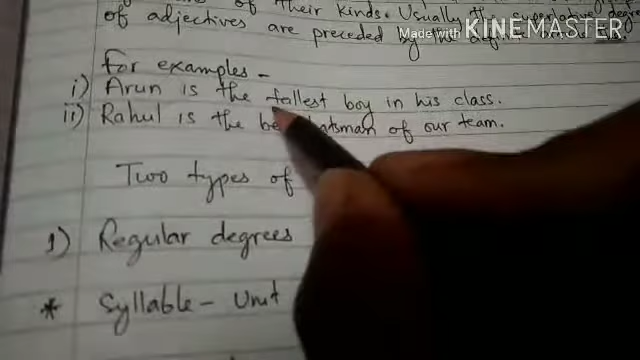 of their kinds. Usually the superlative degree
of adjectives are preceded by the
Made with KINEMASTER
For examples -
i) Arun is the tallest boy in his class.
ii) Rahul is the batsman of our team.
Two types of
1) Regular degrees
* Syllable - Unit